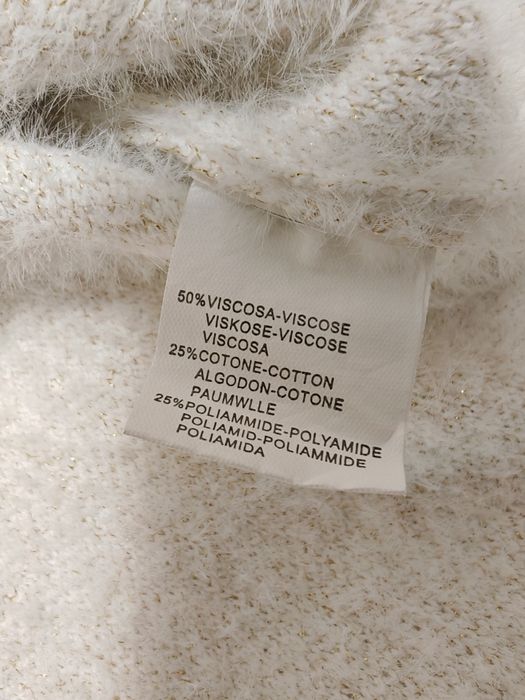 50%VISCOSA-VISCOSE
VISKOSE-VISCOSE
VISCOSA
25%COTONE-COTTON
ALGODON-COTONE
PAUMWLLE
25%POLIAMMIDE-POLYAMIDE
POLIAMID-POLIAMMIDE
POLIAMIDA